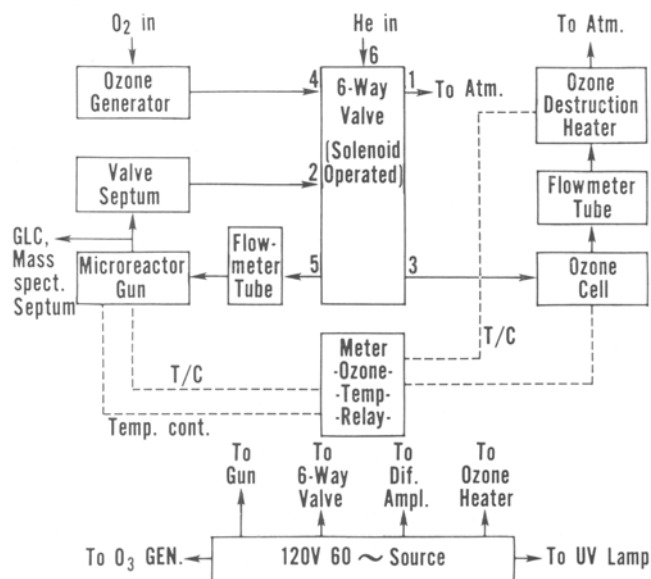 O₂ in
He in
To Atm.
Ozone
Generator
4
6
6-Way
Valve
(Solenoid
Operated)
1
To Atm.
Ozone
Destruction
Heater
Valve
Septum
2
Flowmeter
Tube
GLC,
Mass
spect.
Septum
Microreactor
Gun
Flow-
meter
Tube
5
3
Ozone
Cell
T/C
Meter
-Ozone-
-Temp-
-Relay-
T/C
Temp. cont.
To
Gun
To
6-Way
Valve
To
Dif.
Ampl.
To
Ozone
Heater
To O₃ GEN.
120V 60 ~ Source
To UV Lamp